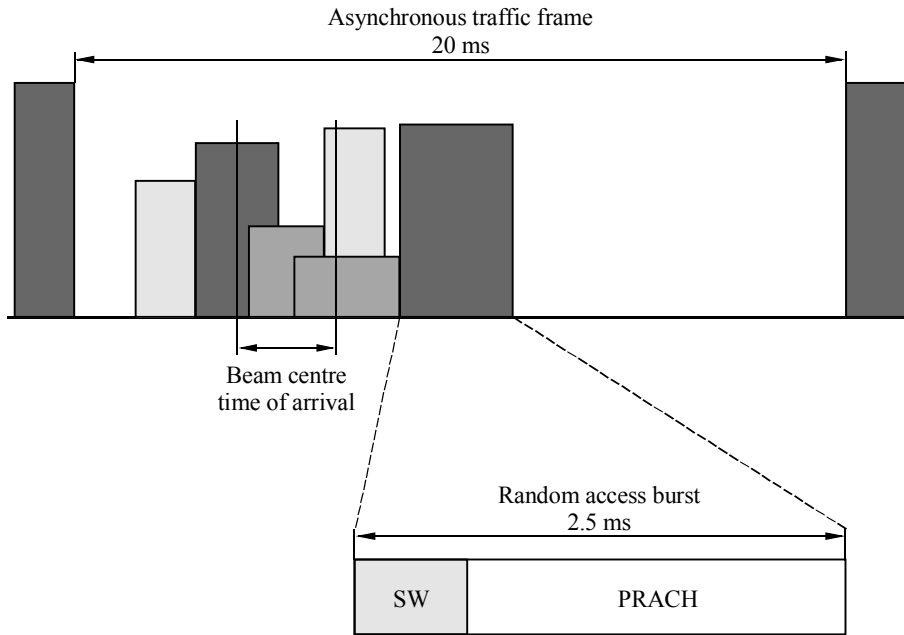 Asynchronous traffic frame
20 ms
Beam centre
time of arrival
Random access burst
2.5 ms
SW
PRACH